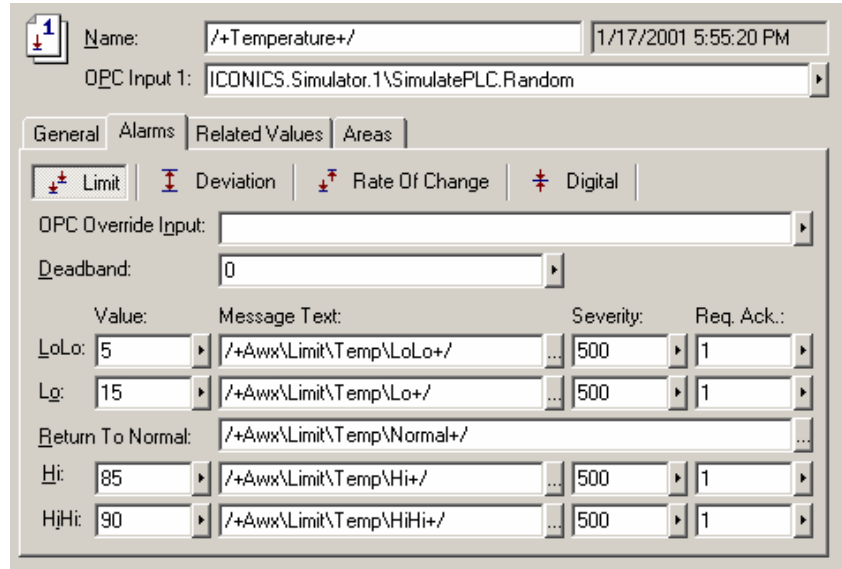 1
Name: /+Temperature+/ 1/17/2001 5:55:20 PM
OPC Input 1: ICONICS.Simulator.1\SimulatePLC.Random
General Alarms Related Values Areas
Limit Deviation Rate Of Change Digital
OPC Override Input:
Deadband: 0
Value: Message Text: Severity: Req. Ack.:
LoLo: 5 /+Awx\Limit\Temp\LoLo+/ ... 500 1
Lo: 15 /+Awx\Limit\Temp\Lo+/ ... 500 1
Return To Normal: /+Awx\Limit\Temp\Normal+/ ...
Hi: 85 /+Awx\Limit\Temp\Hi+/ ... 500 1
HiHi: 90 /+Awx\Limit\Temp\HiHi+/ ... 500 1